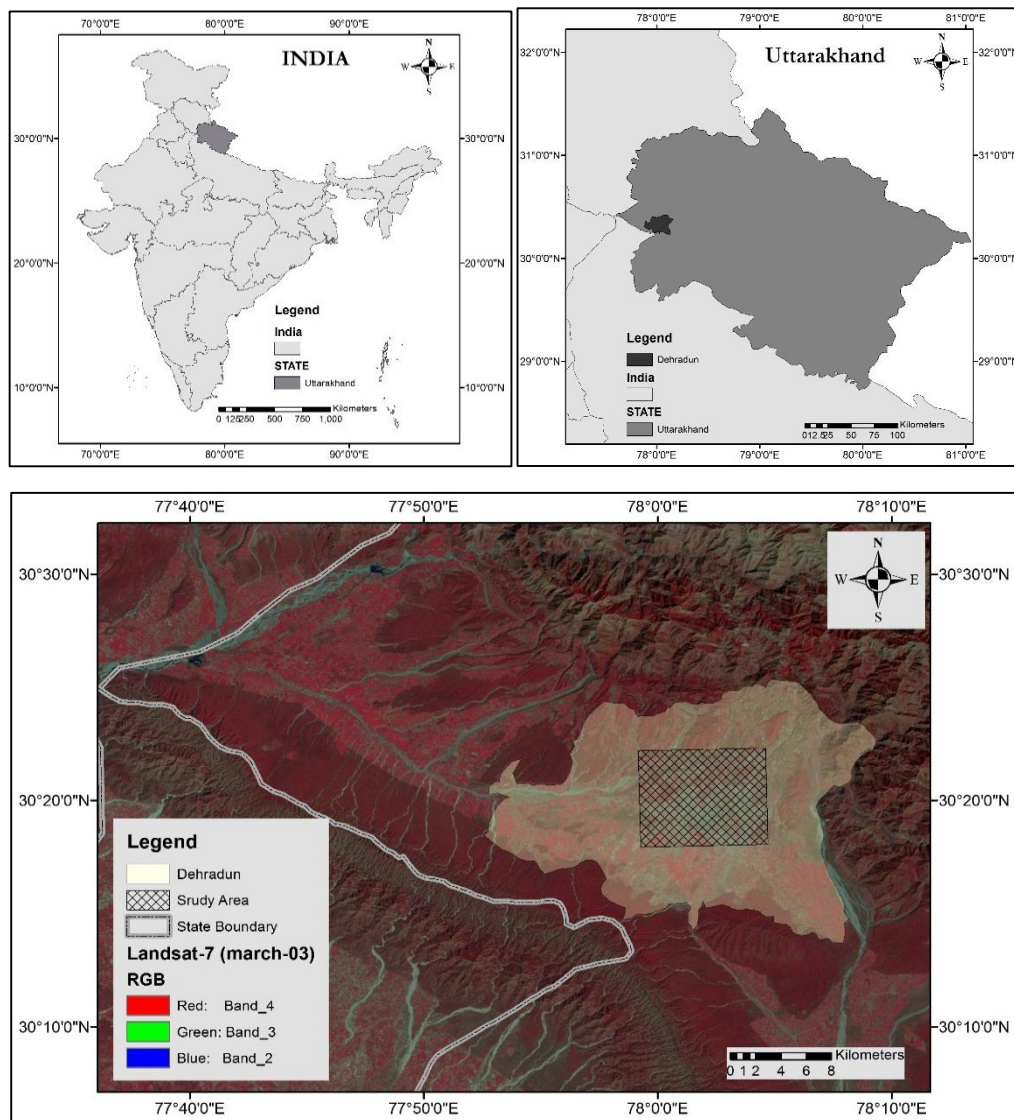 70°0'0"E 80°0'0"E 90°0'0"E
INDIA
N
W E
S
30°0'0"N
20°0'0"N
10°0'0"N
Legend
India
STATE
Uttarakhand
Kilometers
0 125250 500 750 1,000
70°0'0"E 80°0'0"E 90°0'0"E
78°0'0"E 79°0'0"E 80°0'0"E 81°0'0"E
Uttarakhand
N
W E
S
32°0'0"N 32°0'0"N
31°0'0"N 31°0'0"N
30°0'0"N 30°0'0"N
29°0'0"N 29°0'0"N
Legend
Dehradun
India
STATE
Uttarakhand
Kilometers
012.525 50 75 100
78°0'0"E 79°0'0"E 80°0'0"E 81°0'0"E
77°40'0"E 77°50'0"E 78°0'0"E 78°10'0"E
N
W E
S
30°30'0"N 30°30'0"N
30°20'0"N 30°20'0"N
30°10'0"N 30°10'0"N
Legend
Dehradun
Srudy Area
State Boundary
Landsat-7 (march-03)
RGB
Red: Band_4
Green: Band_3
Blue: Band_2
Kilometers
0 1 2 4 6 8
77°40'0"E 77°50'0"E 78°0'0"E 78°10'0"E